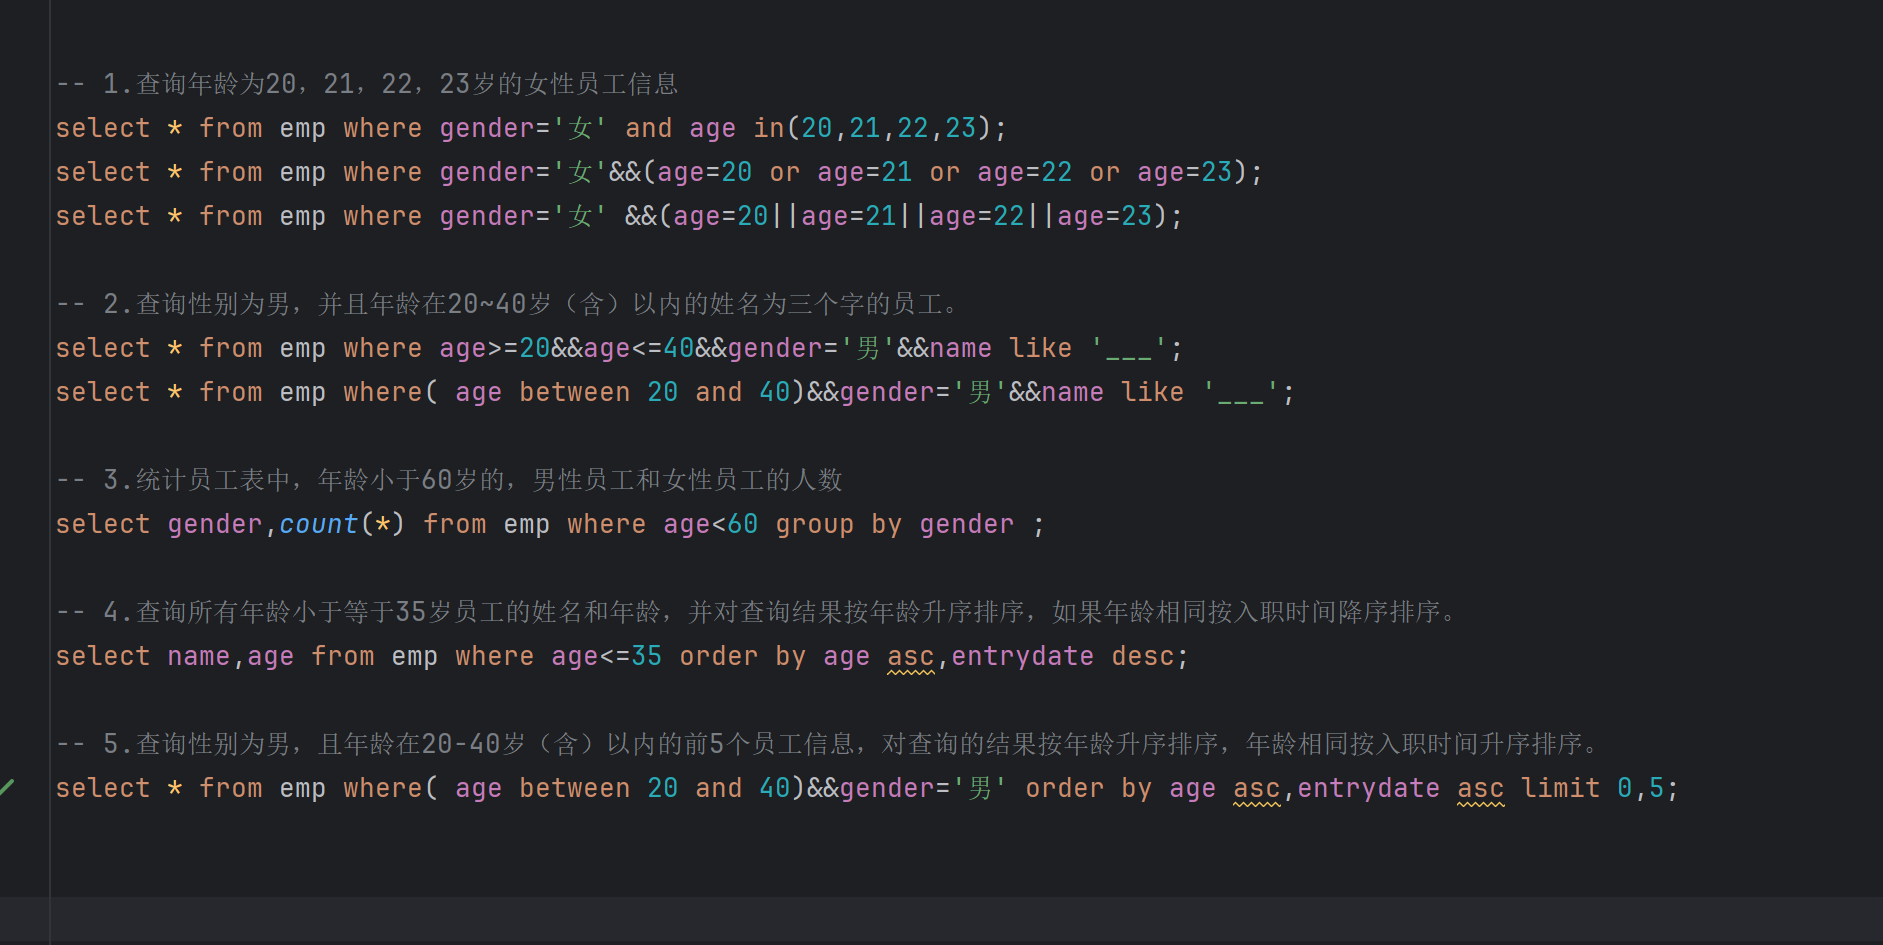 -- 1.查询年龄为20，21，22，23岁的女性员工信息
select * from emp where gender='女' and age in(20,21,22,23);
select * from emp where gender='女'&&(age=20 or age=21 or age=22 or age=23);
select * from emp where gender='女' &&(age=20||age=21||age=22||age=23);
-- 2.查询性别为男，并且年龄在20~40岁（含）以内的姓名为三个字的员工。
select * from emp where age>=20&&age<=40&&gender='男'&&name like '___';
select * from emp where( age between 20 and 40)&&gender='男'&&name like '___';
-- 3.统计员工表中，年龄小于60岁的，男性员工和女性员工的人数
select gender,count(*) from emp where age<60 group by gender ;
-- 4.查询所有年龄小于等于35岁员工的姓名和年龄，并对查询结果按年龄升序排序，如果年龄相同按入职时间降序排序。
select name,age from emp where age<=35 order by age asc,entrydate desc;
-- 5.查询性别为男，且年龄在20-40岁（含）以内的前5个员工信息，对查询的结果按年龄升序排序，年龄相同按入职时间升序排序。
select * from emp where( age between 20 and 40)&&gender='男' order by age asc,entrydate asc limit 0,5;